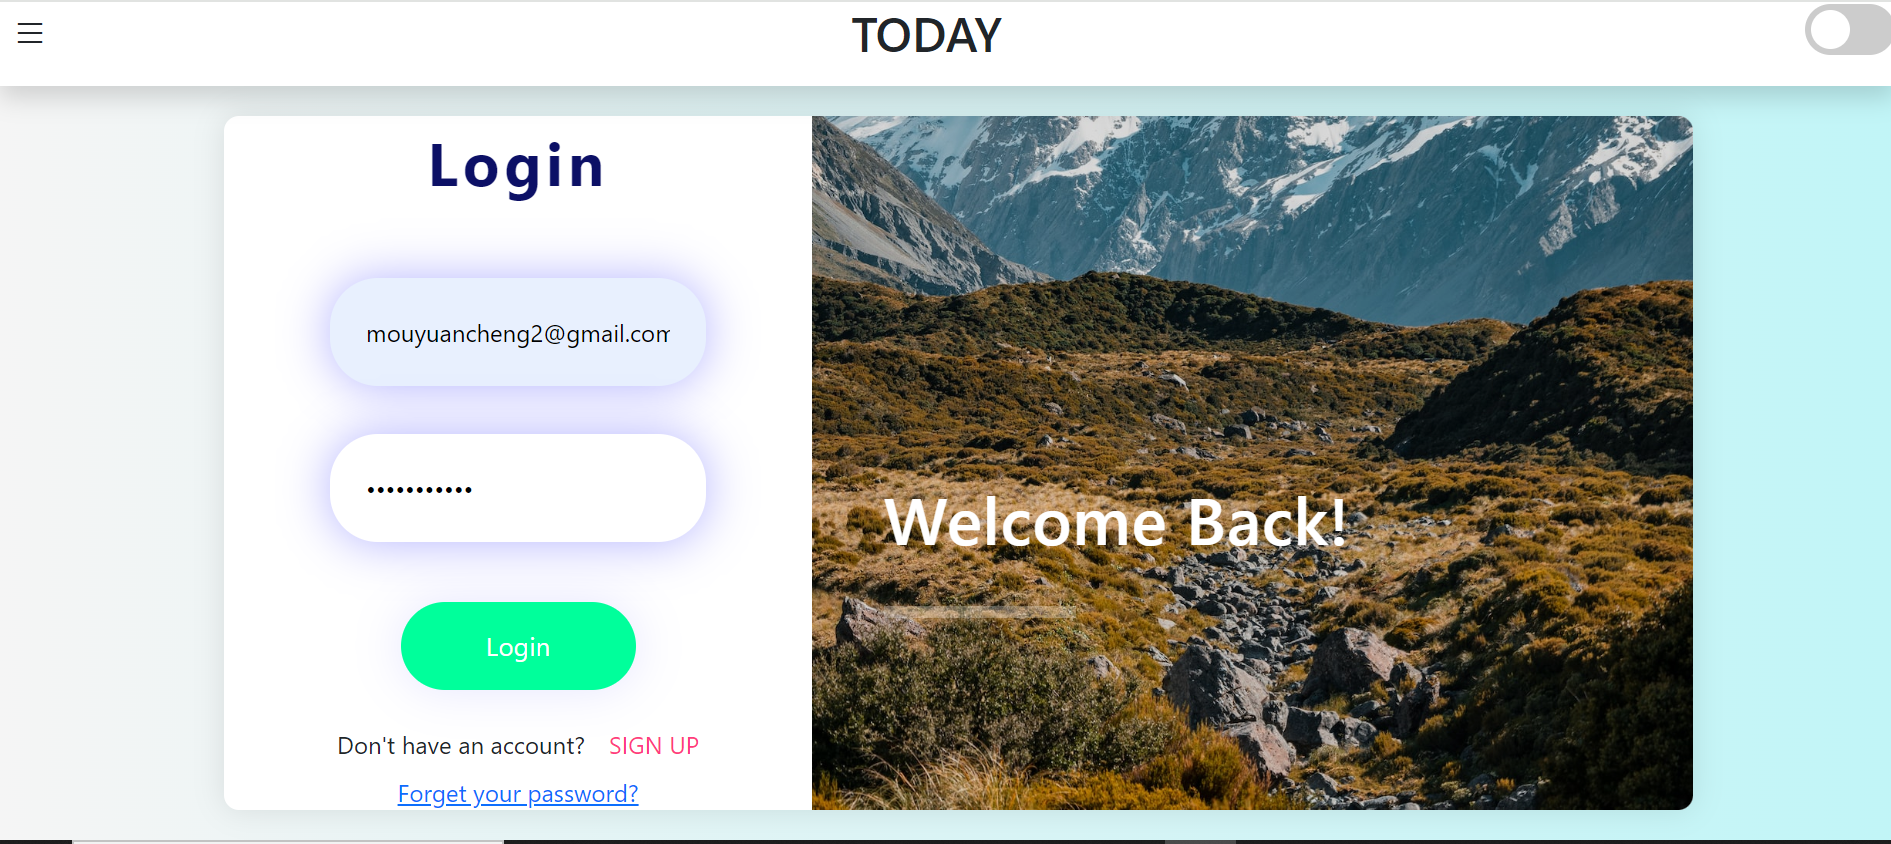 TODAY
Login
mouyuancheng2@gmail.com
•••••••••••
Login
Don't have an account? SIGN UP
Forget your password?
Welcome Back!